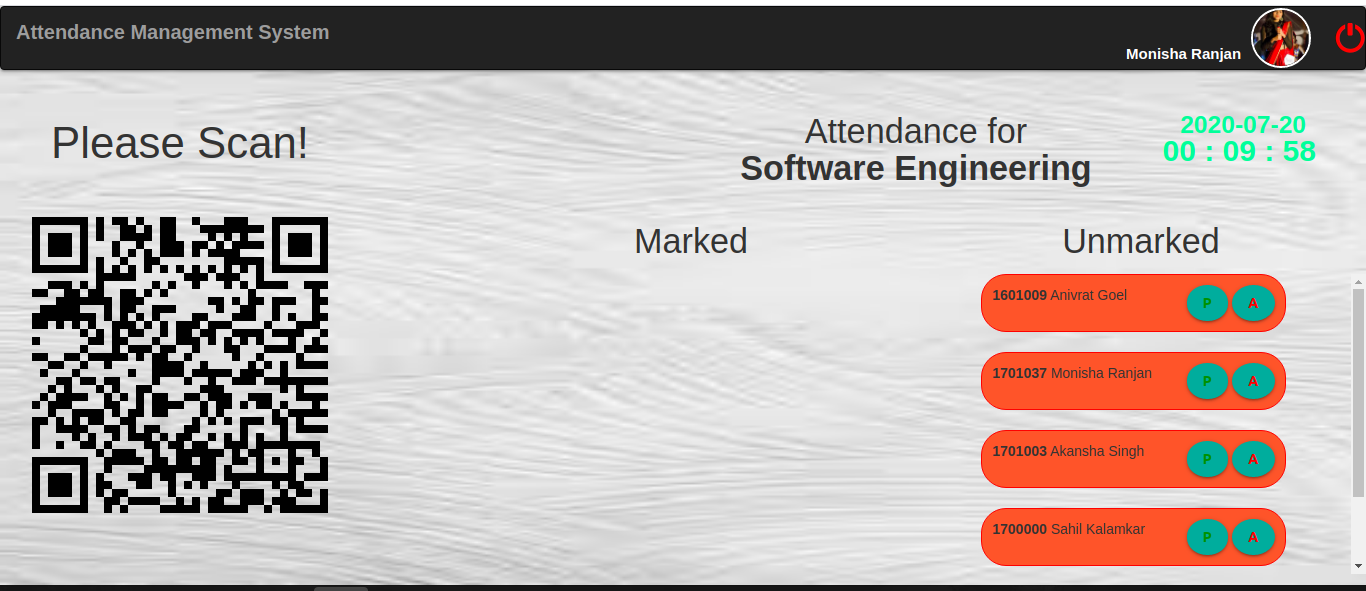 Attendance Management System
Monisha Ranjan
Please Scan!
Attendance for
Software Engineering
2020-07-20
00 : 09 : 58
Marked
Unmarked
1601009 Anivrat Goel P A
1701037 Monisha Ranjan P A
1701003 Akansha Singh P A
1700000 Sahil Kalamkar P A